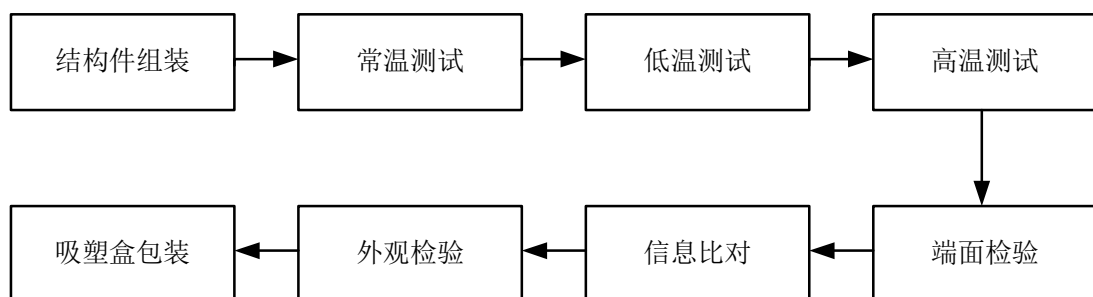 结构件组装
常温测试
低温测试
高温测试
端面检验
信息比对
外观检验
吸塑盒包装